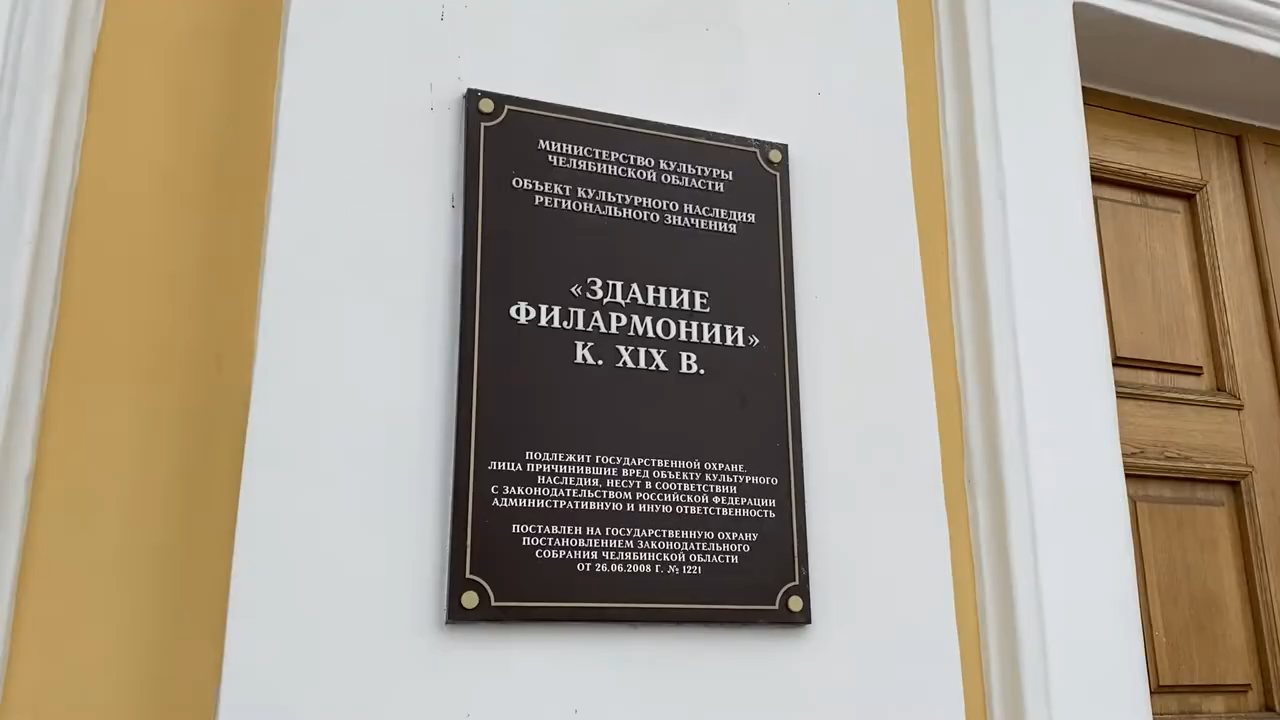 МИНИСТЕРСТВО КУЛЬТУРЫ
ЧЕЛЯБИНСКОЙ ОБЛАСТИ
ОБЪЕКТ КУЛЬТУРНОГО НАСЛЕДИЯ
РЕГИОНАЛЬНОГО ЗНАЧЕНИЯ
«ЗДАНИЕ
ФИЛАРМОНИИ»
К. XIX В.
ПОДЛЕЖИТ ГОСУДАРСТВЕННОЙ ОХРАНЕ.
ЛИЦА ПРИЧИНИВШИЕ ВРЕД ОБЪЕКТУ КУЛЬТУРНОГО
НАСЛЕДИЯ, НЕСУТ В СООТВЕТСТВИИ
С ЗАКОНОДАТЕЛЬСТВОМ РОССИЙСКОЙ ФЕДЕРАЦИИ
АДМИНИСТРАТИВНУЮ И ИНУЮ ОТВЕТСТВЕННОСТЬ
ПОСТАВЛЕН НА ГОСУДАРСТВЕННУЮ ОХРАНУ
ПОСТАНОВЛЕНИЕМ ЗАКОНОДАТЕЛЬНОГО
СОБРАНИЯ ЧЕЛЯБИНСКОЙ ОБЛАСТИ
ОТ 26.06.2008 Г. № 1221